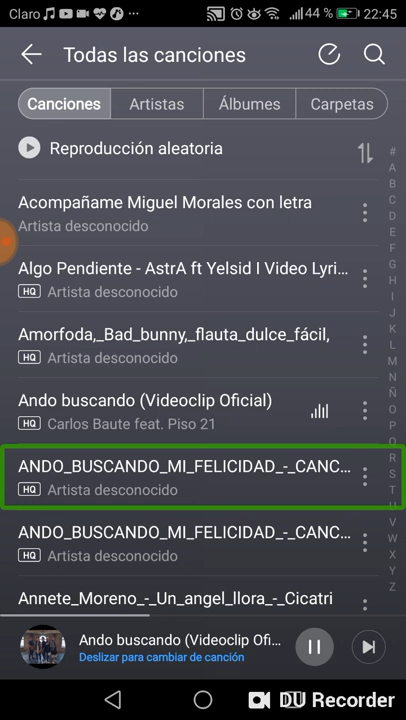 Claro 44 % 22:45
Todas las canciones
Canciones Artistas Álbumes Carpetas
Reproducción aleatoria
Acompañame Miguel Morales con letra
Artista desconocido
Algo Pendiente - AstrA ft Yelsid I Video Lyri...
HQ Artista desconocido
Amorfoda,_Bad_bunny,_flauta_dulce_fácil,
HQ Artista desconocido
Ando buscando (Videoclip Oficial)
HQ Carlos Baute feat. Piso 21
ANDO_BUSCANDO_MI_FELICIDAD_-_CANC...
HQ Artista desconocido
ANDO_BUSCANDO_MI_FELICIDAD_-_CANC...
HQ Artista desconocido
Annete_Moreno_-_Un_angel_llora_-_Cicatri
#
A
B
C
D
E
F
G
H
I
J
K
L
M
N
Ñ
O
P
Q
R
S
T
U
V
W
X
Y
Z
Ando buscando (Videoclip Ofi...
Deslizar para cambiar de canción
DU Recorder